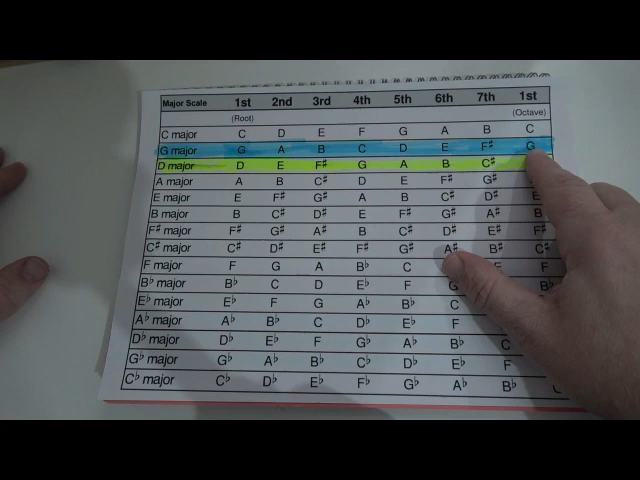 Major Scale 1st 2nd 3rd 4th 5th 6th 7th 1st
(Root) (Octave)
C major C D E F G A B C
G major G A B C D E F♯ G
D major D E F♯ G A B C♯
A major A B C♯ D E F♯ G♯
E major E F♯ G♯ A B C♯ D♯ E
B major B C♯ D♯ E F♯ G♯ A♯ B
F♯ major F♯ G♯ A♯ B C♯ D♯ E♯ F♯
C♯ major C♯ D♯ E♯ F♯ G♯ A♯ B♯ C♯
F major F G A B♭ C E F
B♭ major B♭ C D E♭ F G B♭
E♭ major E♭ F G A♭ B♭ C
A♭ major A♭ B♭ C D♭ E♭ F
D♭ major D♭ E♭ F G♭ A♭ B♭ C
G♭ major G♭ A♭ B♭ C♭ D♭ E♭ F
C♭ major C♭ D♭ E♭ F♭ G♭ A♭ B♭